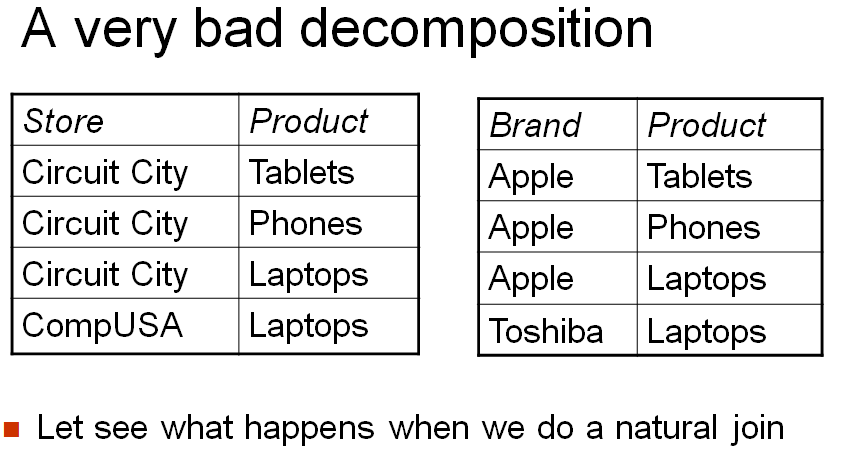 A very bad decomposition
Store Product
Circuit City Tablets
Circuit City Phones
Circuit City Laptops
CompUSA Laptops
Brand Product
Apple Tablets
Apple Phones
Apple Laptops
Toshiba Laptops
Let see what happens when we do a natural join